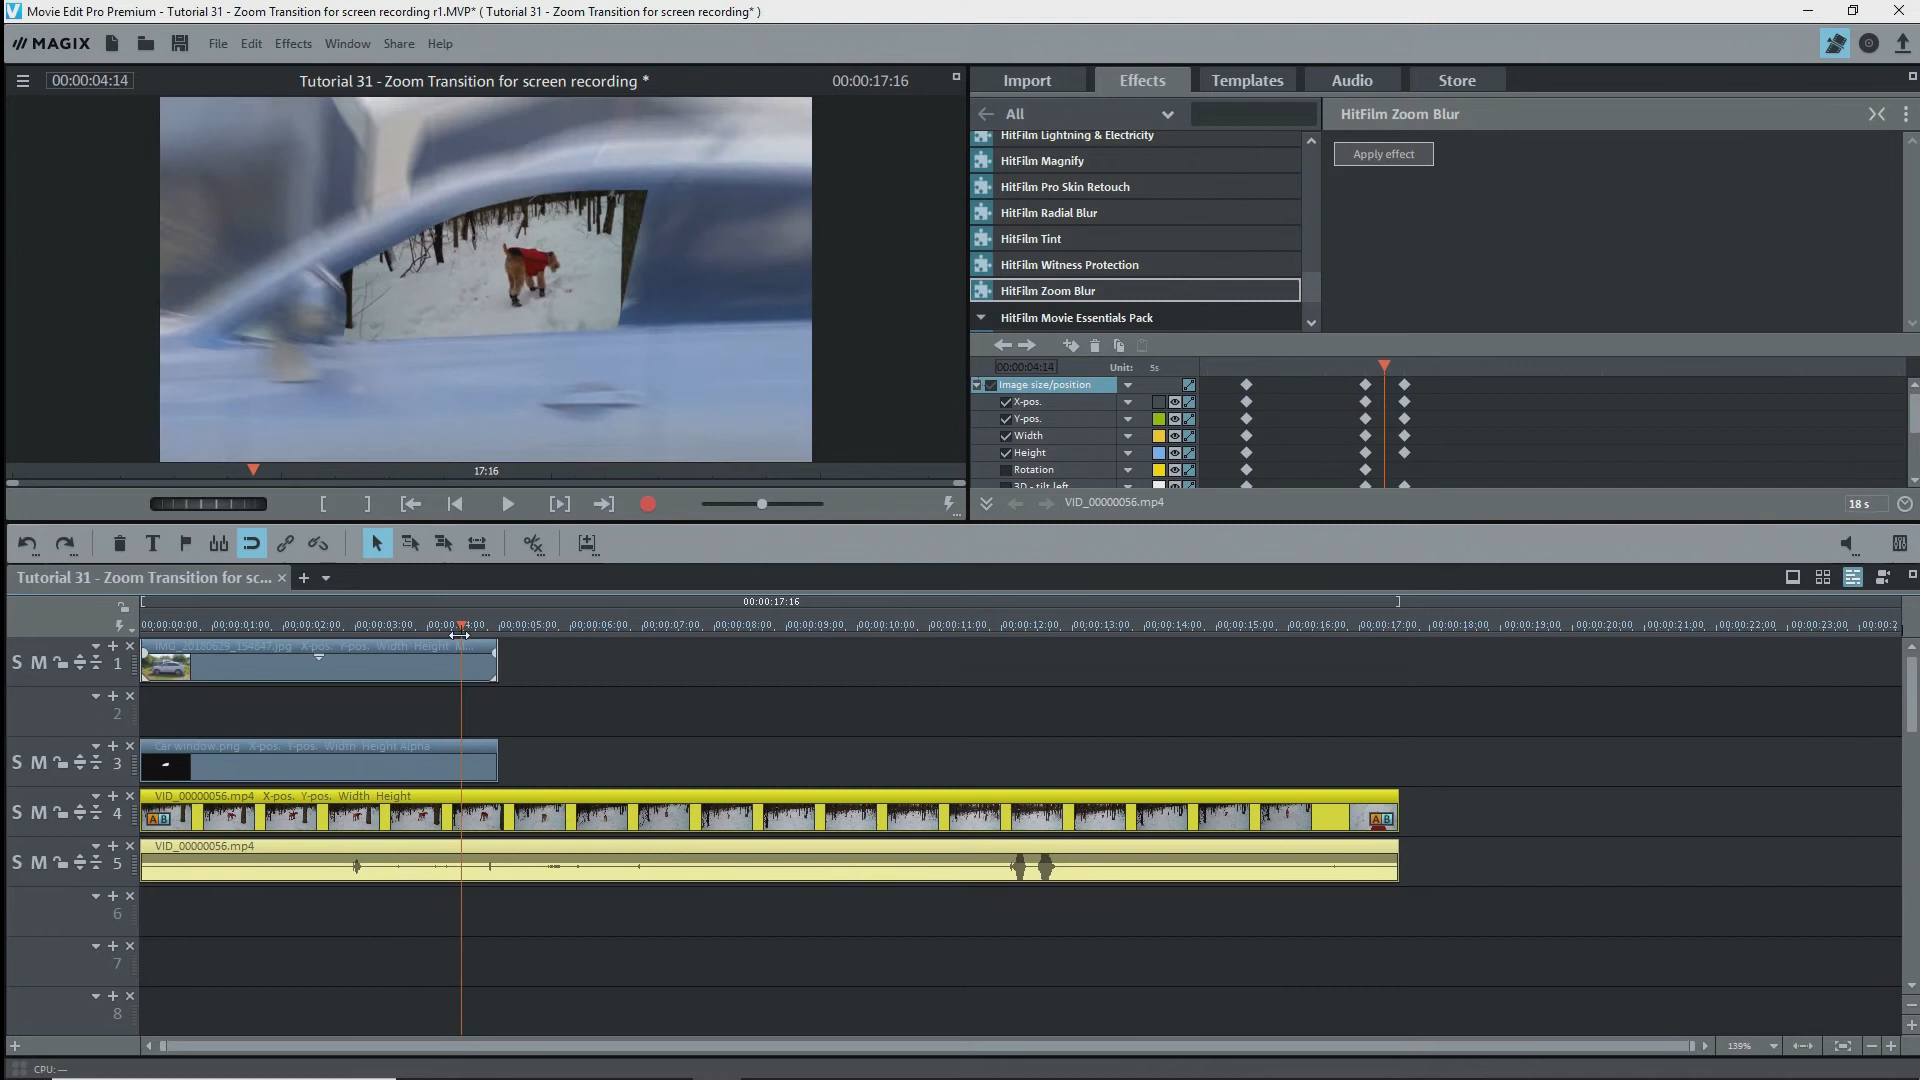 Movie Edit Pro Premium - Tutorial 31 - Zoom Transition for screen recording r1.MVP* ( Tutorial 31 - Zoom Transition for screen recording* )
MAGIX File Edit Effects Window Share Help
00:00:04:14 Tutorial 31 - Zoom Transition for screen recording * 00:00:17:16
Import Effects Templates Audio Store
All
HitFilm Zoom Blur
Apply effect
HitFilm Lightning & Electricity
HitFilm Magnify
HitFilm Pro Skin Retouch
HitFilm Radial Blur
HitFilm Tint
HitFilm Witness Protection
HitFilm Zoom Blur
HitFilm Movie Essentials Pack
00:00:04:14 Unit: 5s
Image size/position
X-pos.
Y-pos.
Width
Height
Rotation
3D - tilt left
17:16
VID_00000056.mp4 18 s
Tutorial 31 - Zoom Transition for sc...
00:00:17:16
00:00:00:00 00:00:01:00 00:00:02:00 00:00:03:00 00:00:04:00 00:00:05:00 00:00:06:00 00:00:07:00 00:00:08:00 00:00:09:00 00:00:10:00 00:00:11:00 00:00:12:00 00:00:13:00 00:00:14:00 00:00:15:00 00:00:16:00 00:00:17:00 00:00:18:00 00:00:19:00 00:00:20:00 00:00:21:00 00:00:22:00 00:00:23:00 00:00:2
IMG_20180629_154847.jpg X-pos. Y-pos. Width Height M...
S M 1
2
Car window.png X-pos. Y-pos. Width Height Alpha
S M 3
VID_00000056.mp4 X-pos. Y-pos. Width Height
S M 4
AB AB
VID_00000056.mp4
S M 5
6
7
8
139%
CPU: —